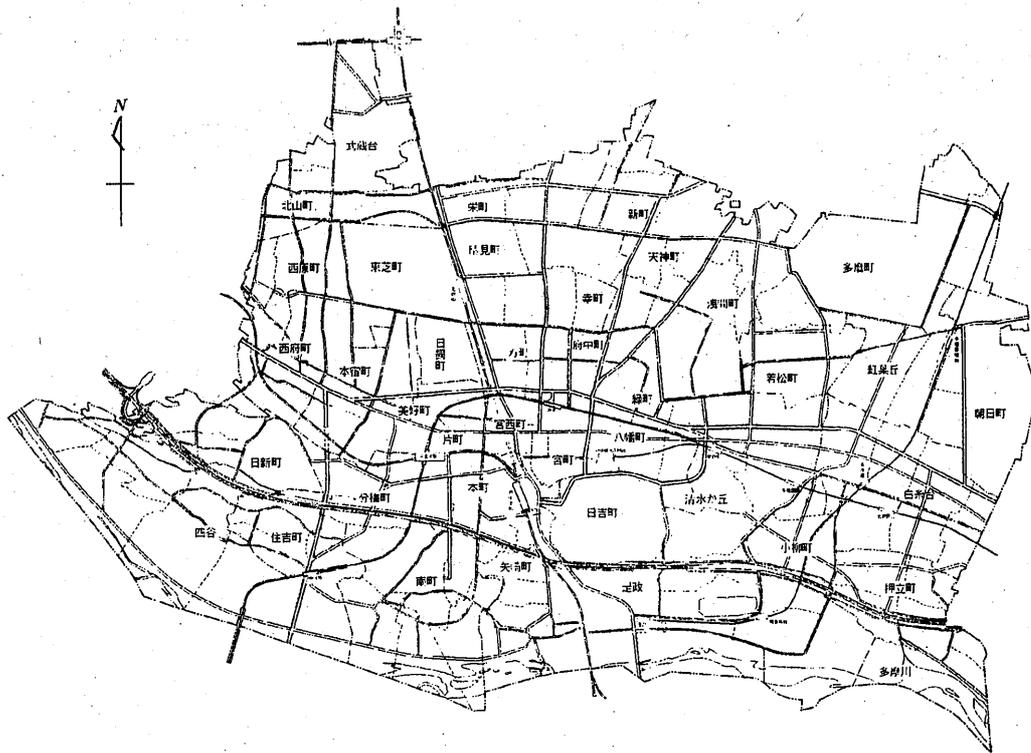 N
武蔵台
北山町
栄町
新町
西原町
東芝町
晴見町
天神町
多磨町
幸町
浅間町
西府町
本宿町
日鋼町
府中町
若松町
紅葉丘
美好町
緑町
朝日町
宮西町
片町
八幡町
宮町
日新町
本町
分梅町
清水が丘
白糸台
日吉町
四谷
住吉町
小柳町
矢崎町
南町
是政
押立町
多摩川